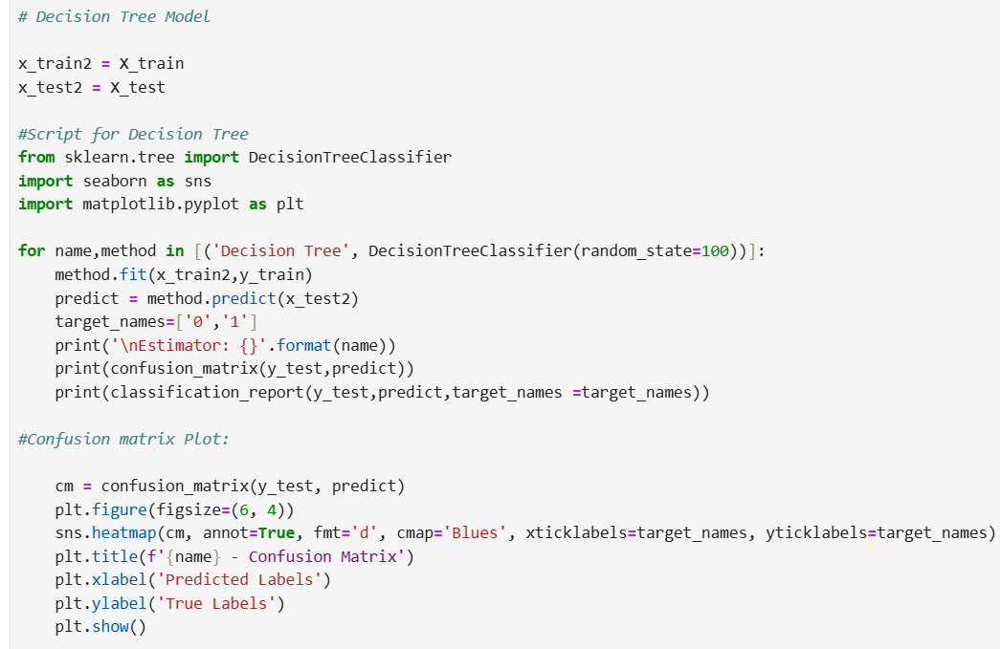 # Decision Tree Model
x_train2 = X_train
x_test2 = X_test
#Script for Decision Tree
from sklearn.tree import DecisionTreeClassifier
import seaborn as sns
import matplotlib.pyplot as plt
for name,method in [('Decision Tree', DecisionTreeClassifier(random_state=100))]:
    method.fit(x_train2,y_train)
    predict = method.predict(x_test2)
    target_names=['0','1']
    print('\nEstimator: {}'.format(name))
    print(confusion_matrix(y_test,predict))
    print(classification_report(y_test,predict,target_names =target_names))
#Confusion matrix Plot:
    cm = confusion_matrix(y_test, predict)
    plt.figure(figsize=(6, 4))
    sns.heatmap(cm, annot=True, fmt='d', cmap='Blues', xticklabels=target_names, yticklabels=target_names)
    plt.title(f'{name} - Confusion Matrix')
    plt.xlabel('Predicted Labels')
    plt.ylabel('True Labels')
    plt.show()